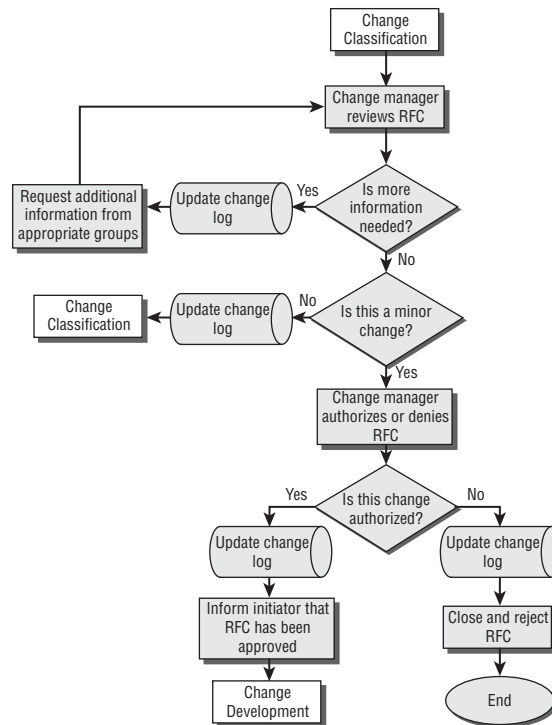 Change
Classification
Change manager
reviews RFC
Request additional
information from
appropriate groups
Update change
log
Yes
Is more
information
needed?
No
Change
Classification
Update change
log
No
Is this a minor
change?
Yes
Change manager
authorizes or denies
RFC
Yes
Is this change
authorized?
No
Update change
log
Update change
log
Inform initiator that
RFC has been
approved
Close and reject
RFC
Change
Development
End